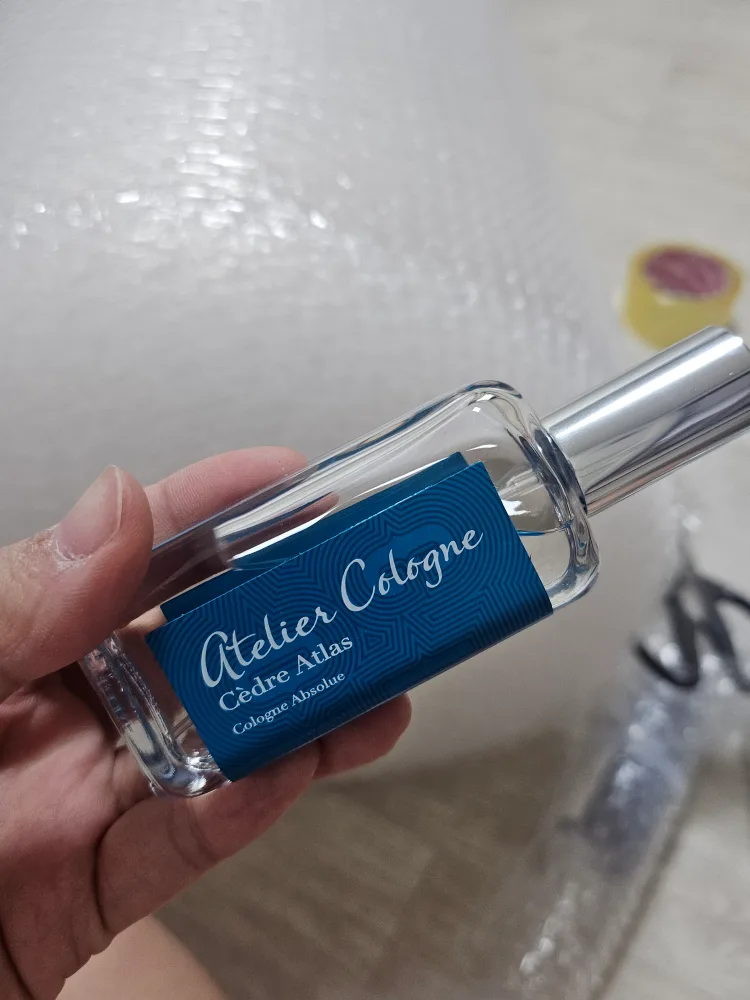 Atelier Cologne
Cèdre Atlas
Cologne Absolue